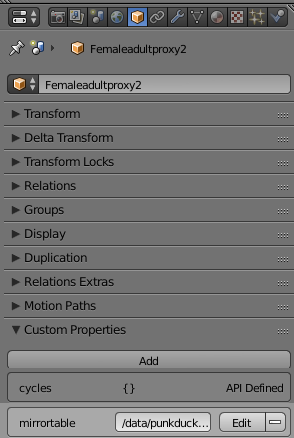 Femaleadultproxy2
Femaleadultproxy2
Transform
Delta Transform
Transform Locks
Relations
Groups
Display
Duplication
Relations Extras
Motion Paths
Custom Properties
Add
cycles {} API Defined
mirrortable /data/punkduck... Edit